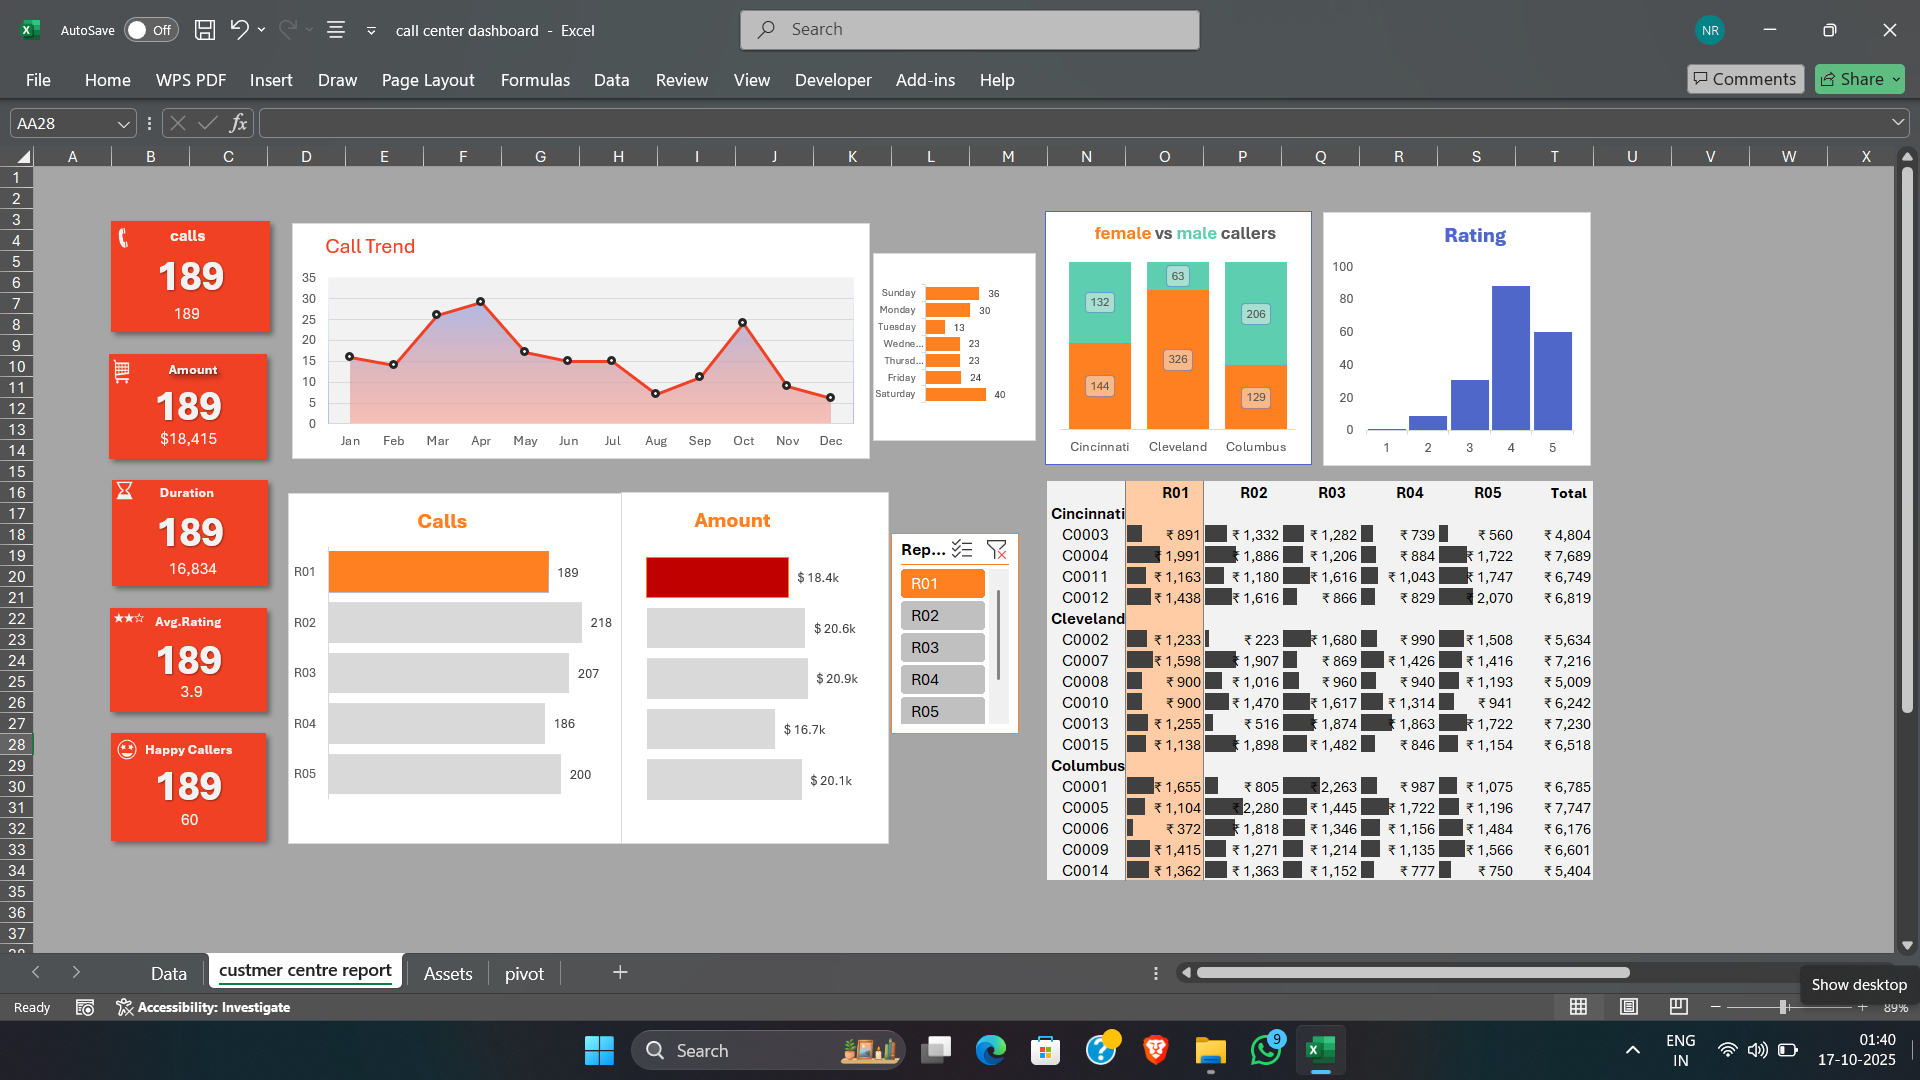 AutoSave Off
call center dashboard - Excel
Search
NR
File Home WPS PDF Insert Draw Page Layout Formulas Data Review View Developer Add-ins Help
Comments Share
AA28
fx
A B C D E F G H I J K L M N O P Q R S T U V W X
1
2
3
4
5
6
7
8
9
10
11
12
13
14
15
16
17
18
19
20
21
22
23
24
25
26
27
28
29
30
31
32
33
34
35
36
37
calls
189
189
Amount
189
$18,415
Duration
189
16,834
Avg.Rating
189
3.9
Happy Callers
189
60
Call Trend
35
30
25
20
15
10
5
0
Jan Feb Mar Apr May Jun Jul Aug Sep Oct Nov Dec
Sunday 36
Monday 30
Tuesday 13
Wedne... 23
Thursd... 23
Friday 24
Saturday 40
female vs male callers
132 63 206
144 326 129
Cincinnati Cleveland Columbus
Rating
100
80
60
40
20
0
1 2 3 4 5
Calls
R01 189
R02 218
R03 207
R04 186
R05 200
Amount
$ 18.4k
$ 20.6k
$ 20.9k
$ 16.7k
$ 20.1k
Rep...
R01
R02
R03
R04
R05
R01 R02 R03 R04 R05 Total
Cincinnati
C0003 ₹ 891 ₹ 1,332 ₹ 1,282 ₹ 739 ₹ 560 ₹ 4,804
C0004 ₹ 1,991 ₹ 1,886 ₹ 1,206 ₹ 884 ₹ 1,722 ₹ 7,689
C0011 ₹ 1,163 ₹ 1,180 ₹ 1,616 ₹ 1,043 ₹ 1,747 ₹ 6,749
C0012 ₹ 1,438 ₹ 1,616 ₹ 866 ₹ 829 ₹ 2,070 ₹ 6,819
Cleveland
C0002 ₹ 1,233 ₹ 223 ₹ 1,680 ₹ 990 ₹ 1,508 ₹ 5,634
C0007 ₹ 1,598 ₹ 1,907 ₹ 869 ₹ 1,426 ₹ 1,416 ₹ 7,216
C0008 ₹ 900 ₹ 1,016 ₹ 960 ₹ 940 ₹ 1,193 ₹ 5,009
C0010 ₹ 900 ₹ 1,470 ₹ 1,617 ₹ 1,314 ₹ 941 ₹ 6,242
C0013 ₹ 1,255 ₹ 516 ₹ 1,874 ₹ 1,863 ₹ 1,722 ₹ 7,230
C0015 ₹ 1,138 ₹ 1,898 ₹ 1,482 ₹ 846 ₹ 1,154 ₹ 6,518
Columbus
C0001 ₹ 1,655 ₹ 805 ₹ 2,263 ₹ 987 ₹ 1,075 ₹ 6,785
C0005 ₹ 1,104 ₹ 2,280 ₹ 1,445 ₹ 1,722 ₹ 1,196 ₹ 7,747
C0006 ₹ 372 ₹ 1,818 ₹ 1,346 ₹ 1,156 ₹ 1,484 ₹ 6,176
C0009 ₹ 1,415 ₹ 1,271 ₹ 1,214 ₹ 1,135 ₹ 1,566 ₹ 6,601
C0014 ₹ 1,362 ₹ 1,363 ₹ 1,152 ₹ 777 ₹ 750 ₹ 5,404
Data custmer centre report Assets pivot
Show desktop
Ready Accessibility: Investigate
89%
Search
9
ENG
IN
01:40
17-10-2025